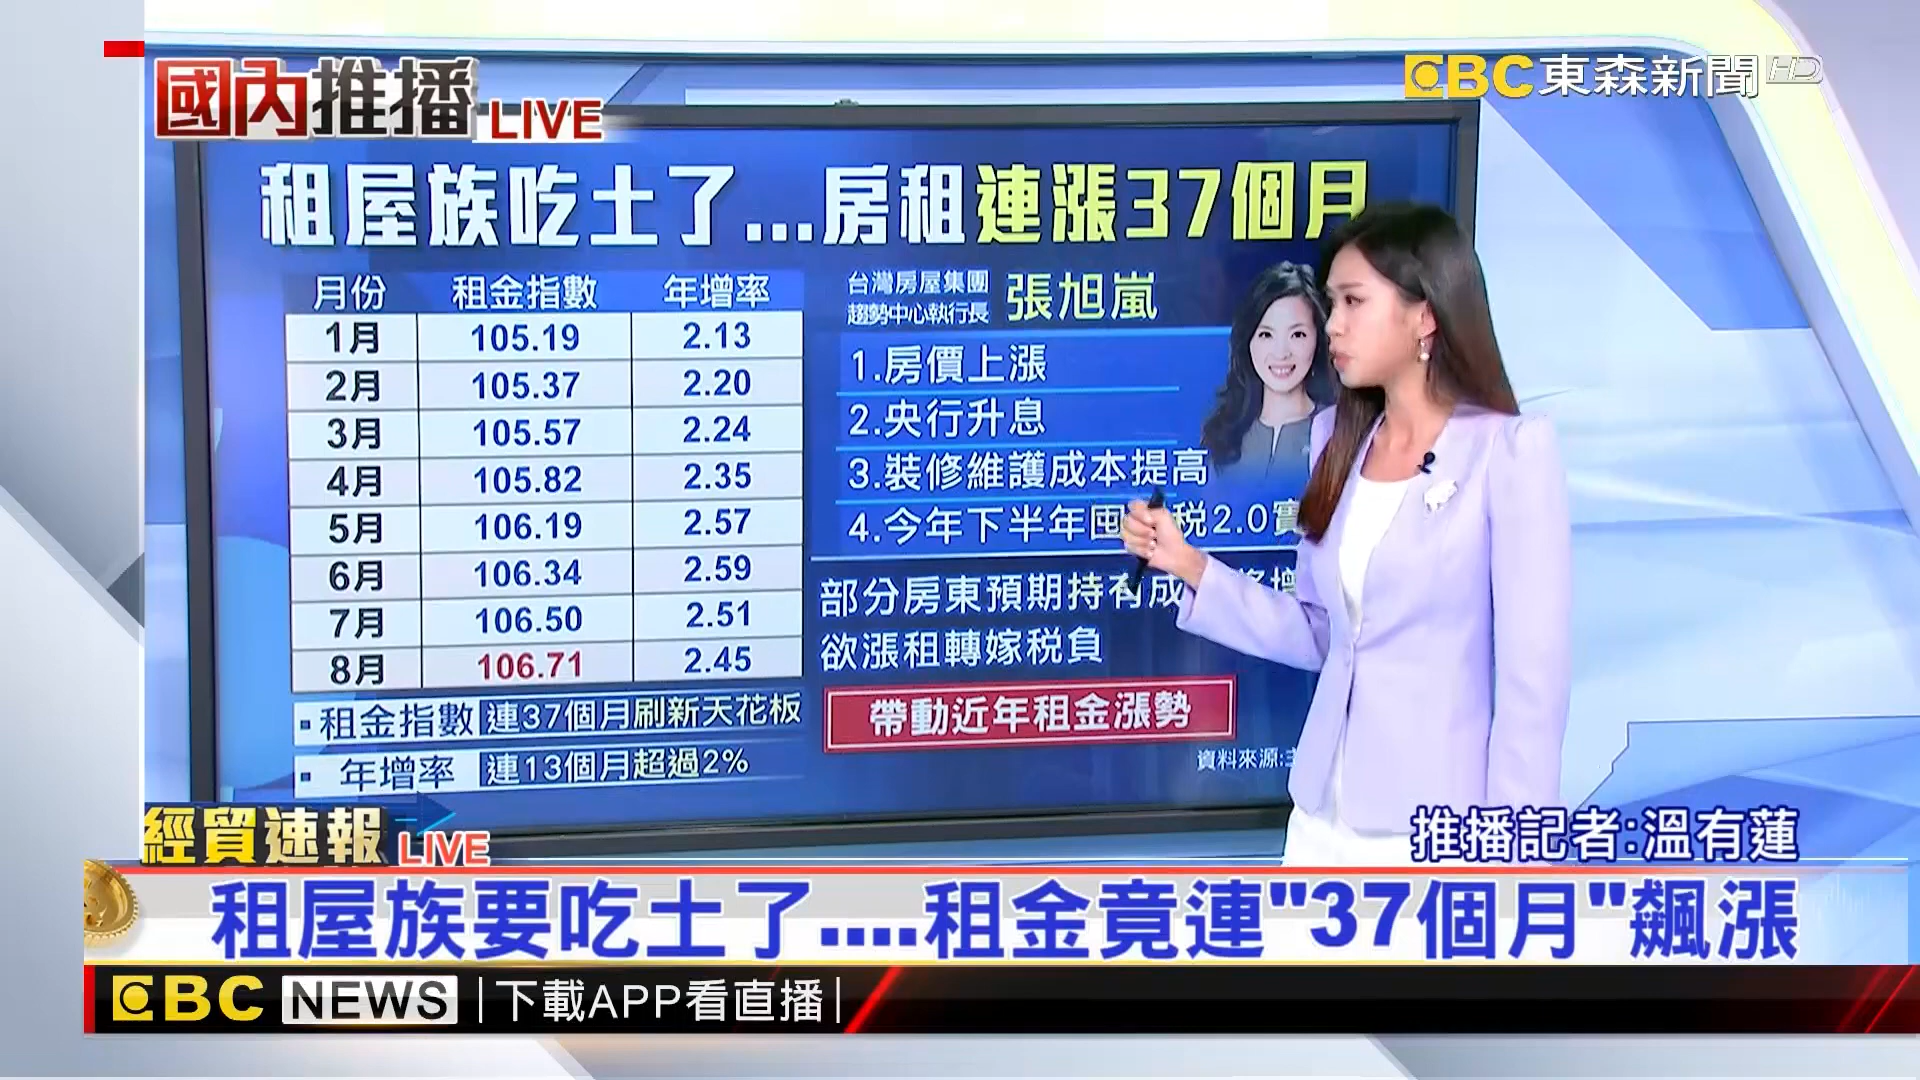 國內推播 LIVE
EBC東森新聞HD
租屋族吃土了...房租連漲37個月
月份 租金指數 年增率
1月 105.19 2.13
2月 105.37 2.20
3月 105.57 2.24
4月 105.82 2.35
5月 106.19 2.57
6月 106.34 2.59
7月 106.50 2.51
8月 106.71 2.45
▪租金指數 連37個月刷新天花板
▪ 年增率 連13個月超過2%
台灣房屋集團
趨勢中心執行長 張旭嵐
1.房價上漲
2.央行升息
3.裝修維護成本提高
4.今年下半年囤 稅2.0實
部分房東預期持有成 將增
欲漲租轉嫁稅負
帶動近年租金漲勢
資料來源:主
推播記者:溫有蓮
經貿速報 LIVE
租屋族要吃土了....租金竟連"37個月"飆漲
EBC NEWS |下載APP看直播|